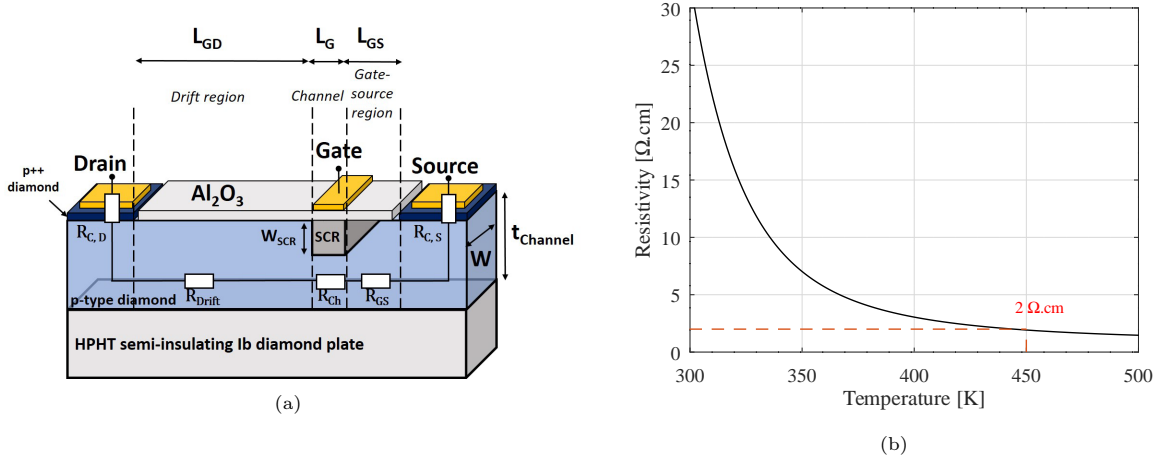 L_GD
L_G
L_GS
Drift region
Channel
Gate-
source
region
p++
diamond
Drain
Gate
Source
Al₂O₃
R_C, D
W_SCR
SCR
R_C, S
t_Channel
W
p-type diamond
R_Drift
R_Ch
R_GS
HPHT semi-insulating Ib diamond plate
(a)
30
25
20
15
10
5
0
Resistivity [Ω.cm]
2 Ω.cm
300
350
400
450
500
Temperature [K]
(b)